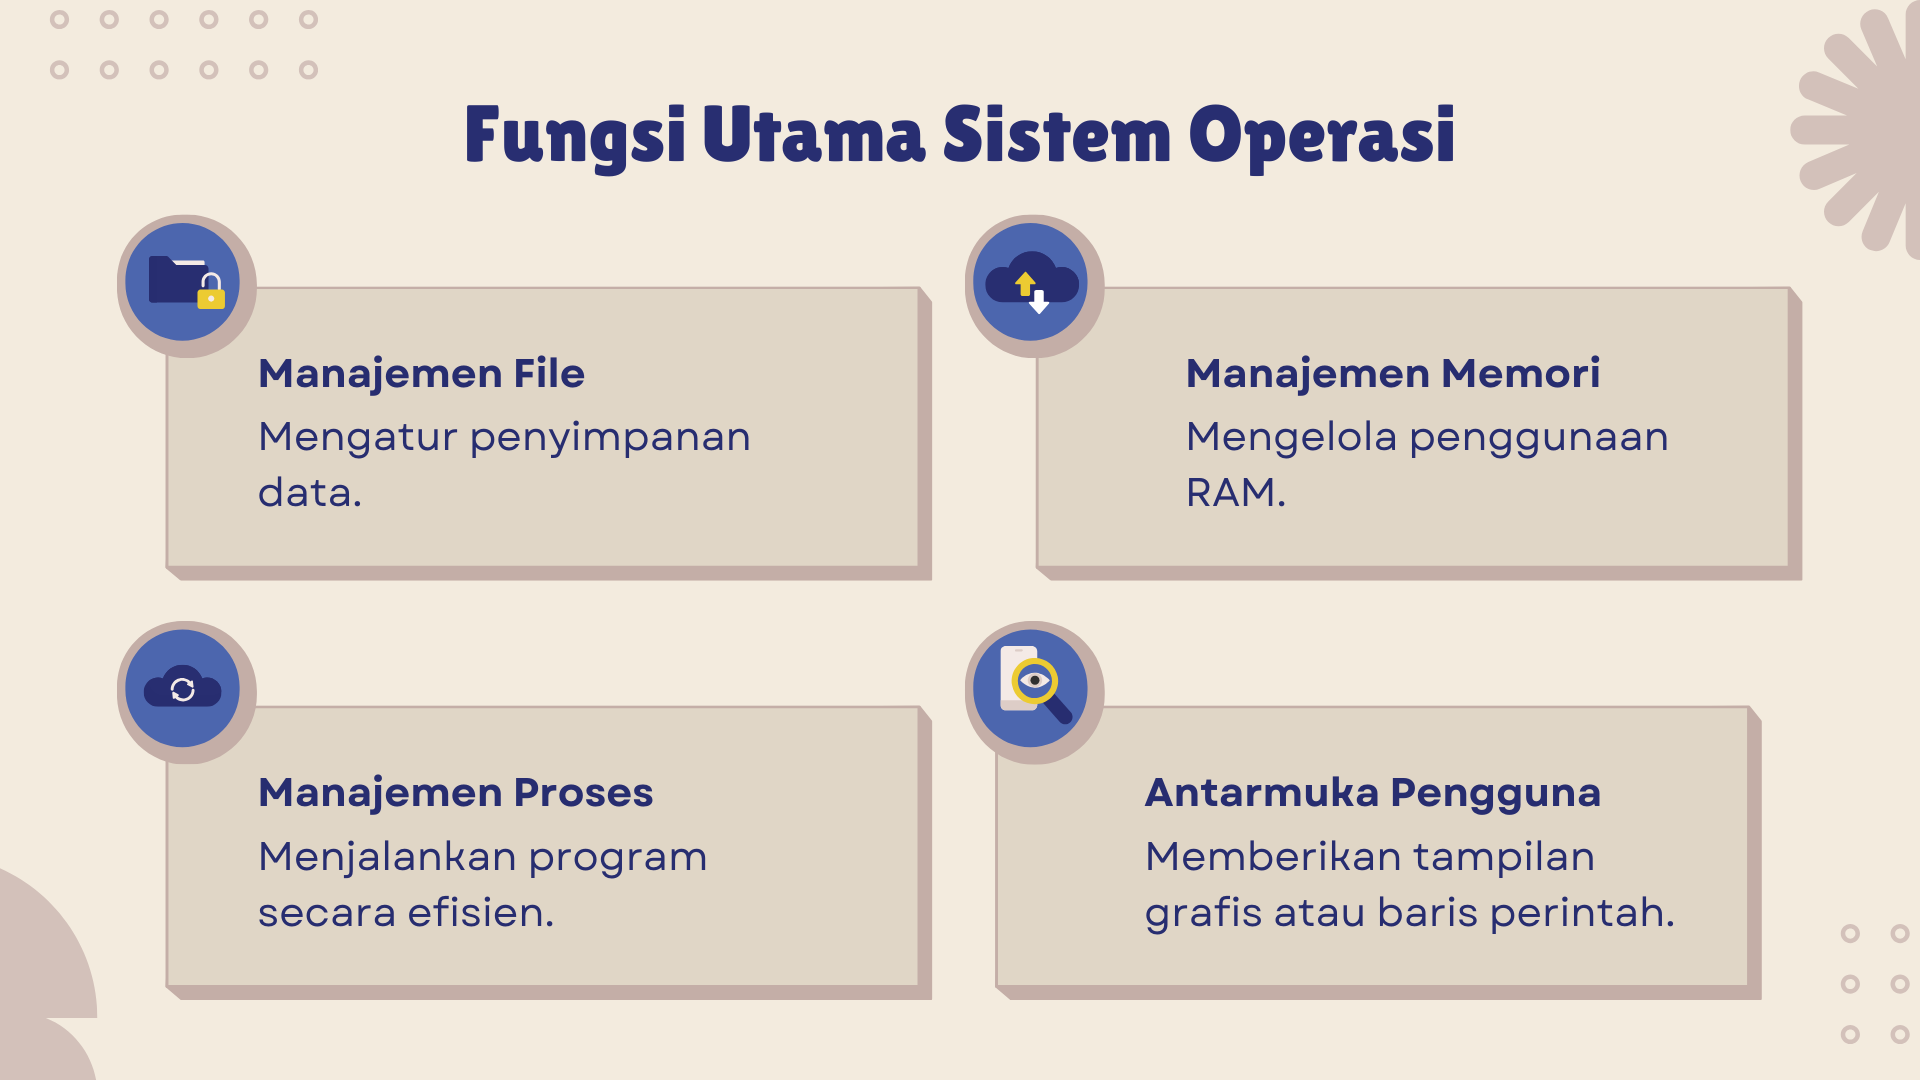 Fungsi Utama Sistem Operasi
Manajemen File
Mengatur penyimpanan
data.
Manajemen Memori
Mengelola penggunaan
RAM.
Manajemen Proses
Menjalankan program
secara efisien.
Antarmuka Pengguna
Memberikan tampilan
grafis atau baris perintah.